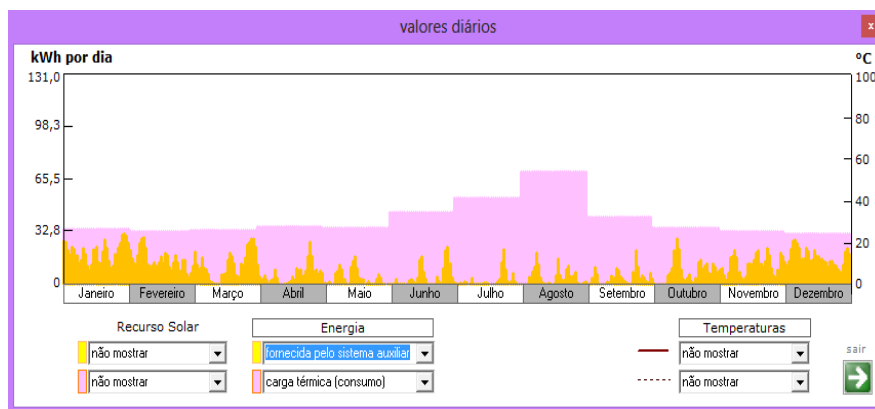 valores diários
x
kWh por dia ºC
131,0 100
98,3 80
60
65,5
40
32,8
20
0 0
Janeiro Fevereiro Março Abril Maio Junho Julho Agosto Setembro Outubro Novembro Dezembro
Recurso Solar Energia Temperaturas
não mostrar fornecida pelo sistema auxiliar não mostrar sair
não mostrar carga térmica (consumo) não mostrar